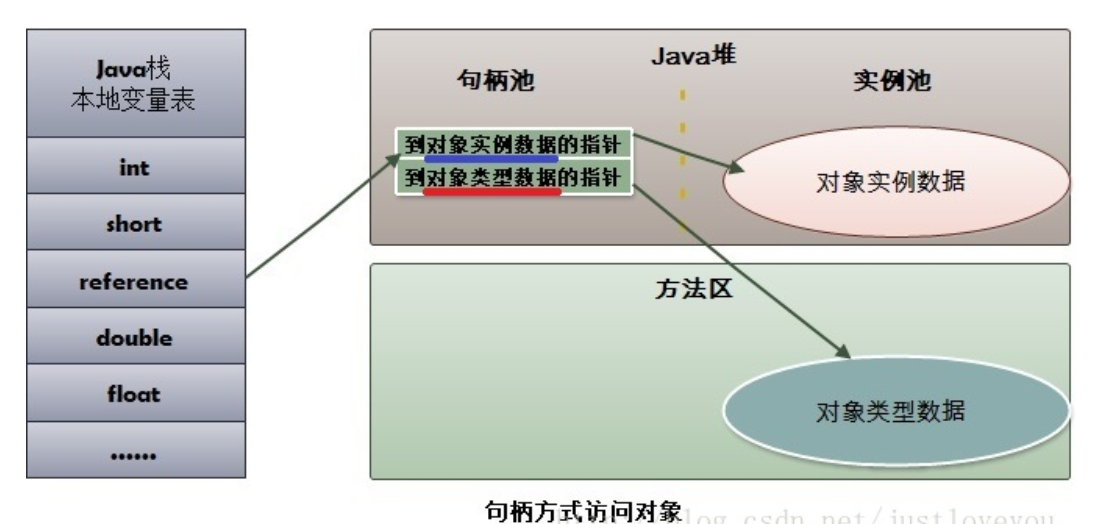 Java栈
本地变量表
int
short
reference
double
float
......
Java堆
句柄池
实例池
到对象实例数据的指针
到对象类型数据的指针
对象实例数据
方法区
对象类型数据
句柄方式访问对象
log.csdn.net/justloveyou